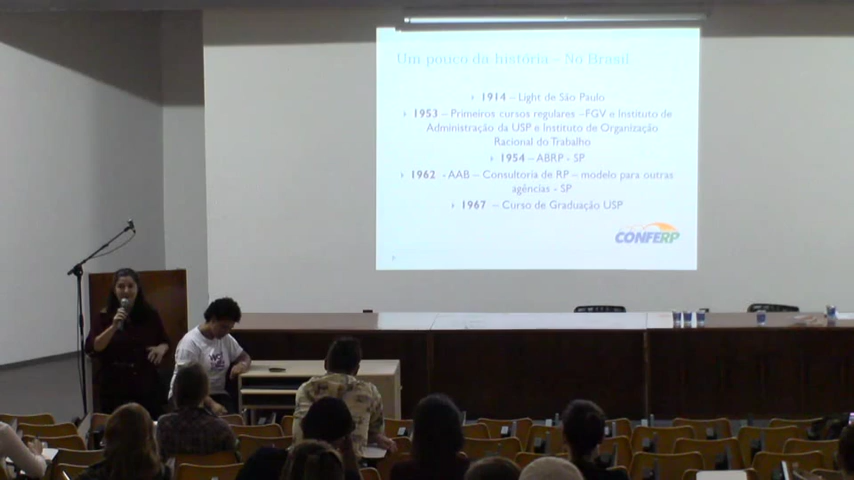 Um pouco da história - No Brasil
› 1914 – Light de São Paulo
› 1953 – Primeiros cursos regulares –FGV e Instituto de
Administração da USP e Instituto de Organização
Racional do Trabalho
› 1954 – ABRP - SP
› 1962 - AAB – Consultoria de RP – modelo para outras
agências - SP
› 1967 – Curso de Graduação USP
CONFERP